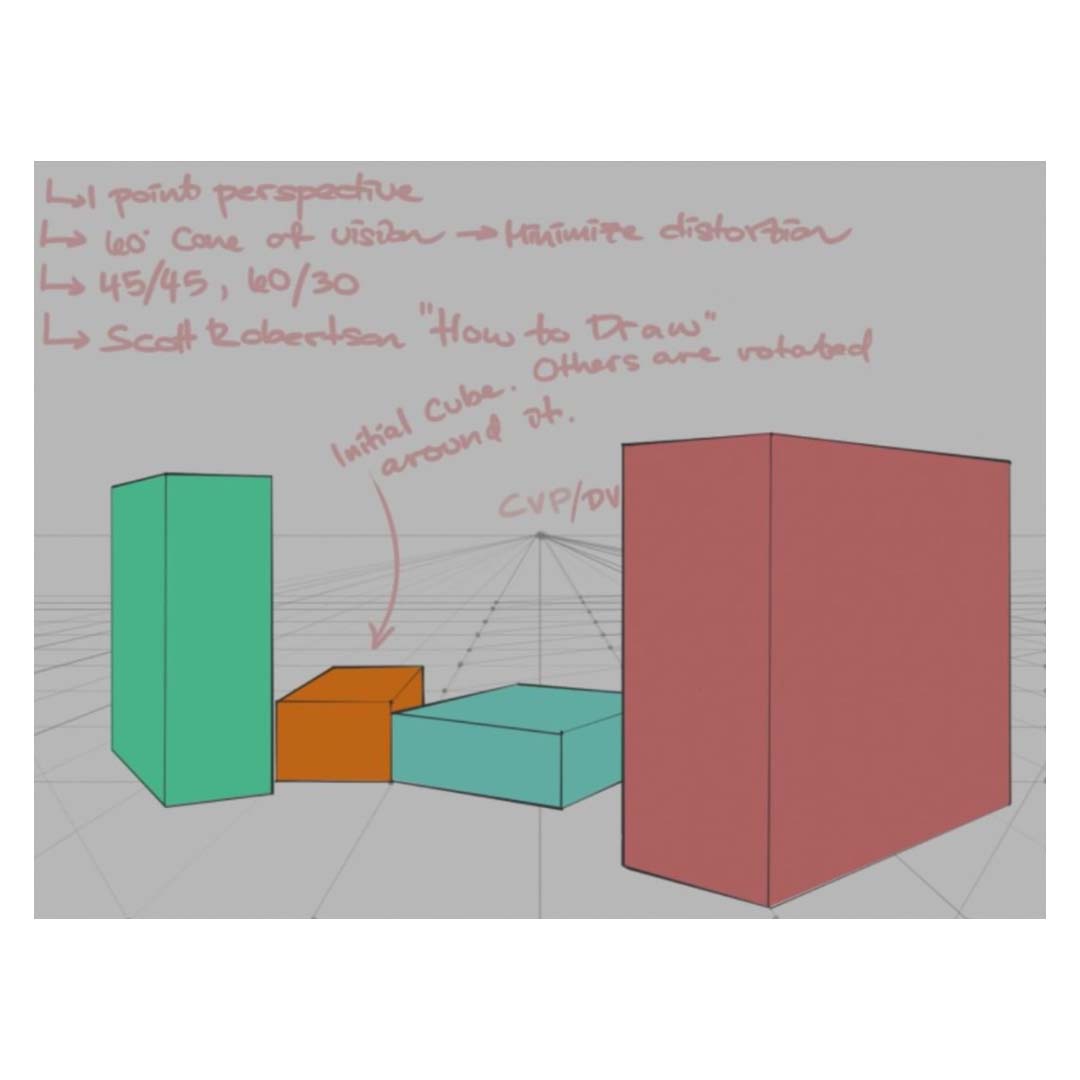 ↳ 1 point perspective
↳ 60° Cone of vision → Minimize distortion
↳ 45/45, 60/30
↳ Scott Robertson "How to Draw"
Initial Cube. Others are rotated
around it.
CVP/DV